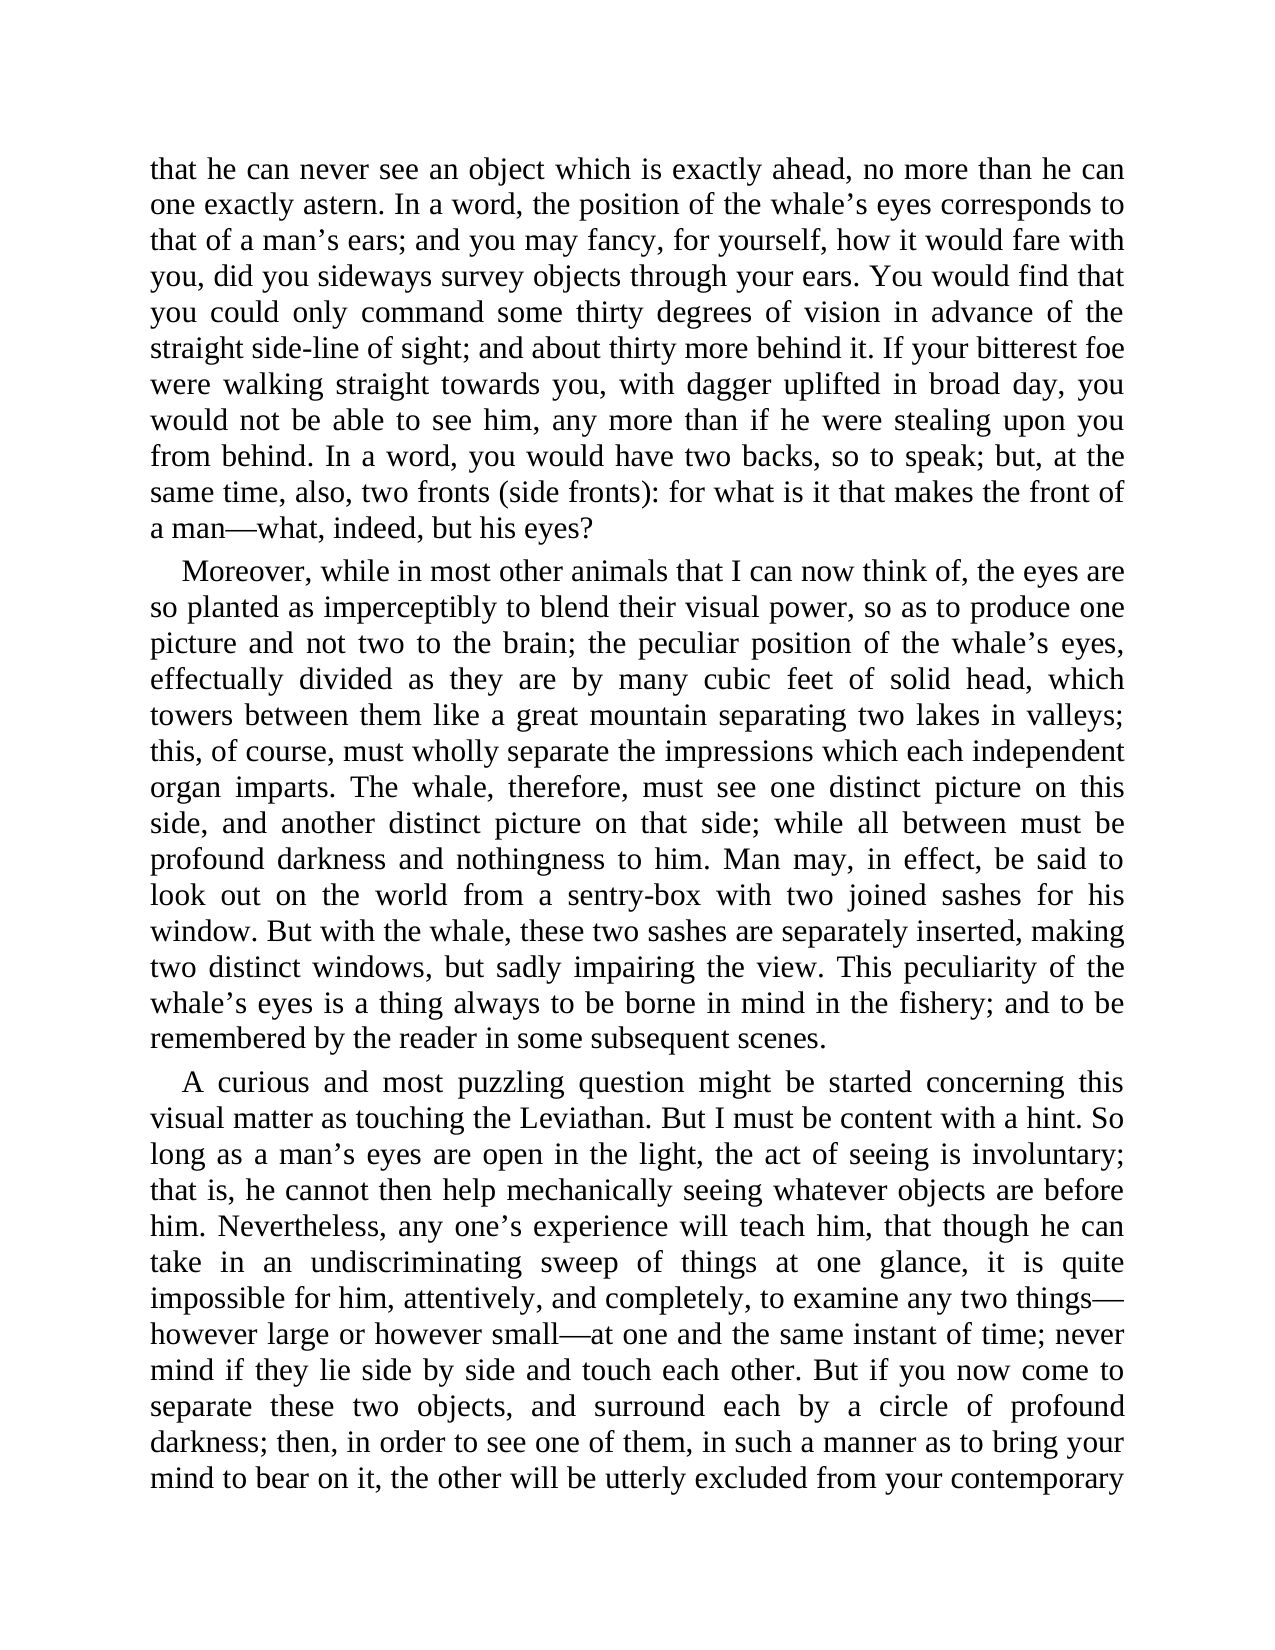 that he can never see an object which is exactly ahead, no more than he can
one exactly astern. In a word, the position of the whale’s eyes corresponds to
that of a man’s ears; and you may fancy, for yourself, how it would fare with
you, did you sideways survey objects through your ears. You would find that
you could only command some thirty degrees of vision in advance of the
straight side-line of sight; and about thirty more behind it. If your bitterest foe
were walking straight towards you, with dagger uplifted in broad day, you
would not be able to see him, any more than if he were stealing upon you
from behind. In a word, you would have two backs, so to speak; but, at the
same time, also, two fronts (side fronts): for what is it that makes the front of
a man—what, indeed, but his eyes?
Moreover, while in most other animals that I can now think of, the eyes are
so planted as imperceptibly to blend their visual power, so as to produce one
picture and not two to the brain; the peculiar position of the whale’s eyes,
effectually divided as they are by many cubic feet of solid head, which
towers between them like a great mountain separating two lakes in valleys;
this, of course, must wholly separate the impressions which each independent
organ imparts. The whale, therefore, must see one distinct picture on this
side, and another distinct picture on that side; while all between must be
profound darkness and nothingness to him. Man may, in effect, be said to
look out on the world from a sentry-box with two joined sashes for his
window. But with the whale, these two sashes are separately inserted, making
two distinct windows, but sadly impairing the view. This peculiarity of the
whale’s eyes is a thing always to be borne in mind in the fishery; and to be
remembered by the reader in some subsequent scenes.
A curious and most puzzling question might be started concerning this
visual matter as touching the Leviathan. But I must be content with a hint. So
long as a man’s eyes are open in the light, the act of seeing is involuntary;
that is, he cannot then help mechanically seeing whatever objects are before
him. Nevertheless, any one’s experience will teach him, that though he can
take in an undiscriminating sweep of things at one glance, it is quite
impossible for him, attentively, and completely, to examine any two things—
however large or however small—at one and the same instant of time; never
mind if they lie side by side and touch each other. But if you now come to
separate these two objects, and surround each by a circle of profound
darkness; then, in order to see one of them, in such a manner as to bring your
mind to bear on it, the other will be utterly excluded from your contemporary